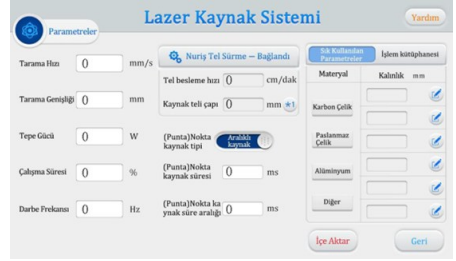 Lazer Kaynak Sistemi
Yardım
Parametreler
Tarama Hızı 0 mm/s
Tarama Genişliği 0 mm
Tepe Gücü 0 W
Çalışma Süresi 0 %
Darbe Frekansı 0 Hz
Nuriş Tel Sürme — Bağlandı
Tel besleme hızı 0 cm/dak
Kaynak teli çapı 0 mm ★1
(Punta)Nokta
kaynak tipi
Aralıklı
kaynak
(Punta)Nokta
kaynak süresi 0 ms
(Punta)Nokta ka
ynak süre aralığı 0 ms
Sık Kullanılan
Parametreler
İşlem kütüphanesi
Materyal Kalınlık mm
Karbon Çelik
Paslanmaz
Çelik
Alüminyum
Diğer
İçe Aktar
Geri